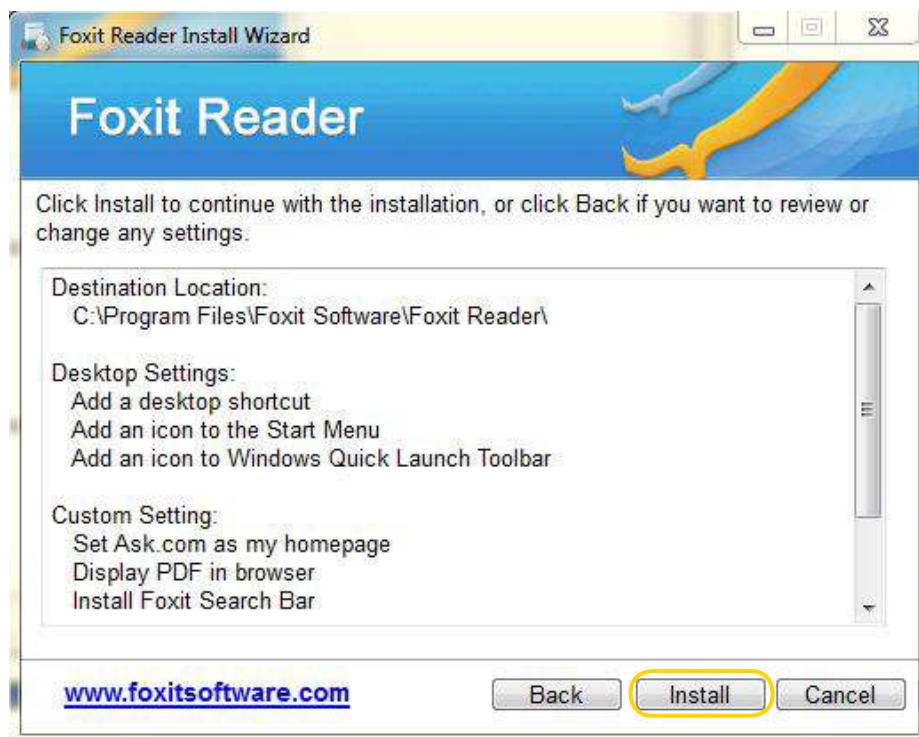 Foxit Reader Install Wizard
Foxit Reader
Click Install to continue with the installation, or click Back if you want to review or
change any settings.
Destination Location:
C:\Program Files\Foxit Software\Foxit Reader\
Desktop Settings:
Add a desktop shortcut
Add an icon to the Start Menu
Add an icon to Windows Quick Launch Toolbar
Custom Setting:
Set Ask.com as my homepage
Display PDF in browser
Install Foxit Search Bar
www.foxitsoftware.com Back Install Cancel